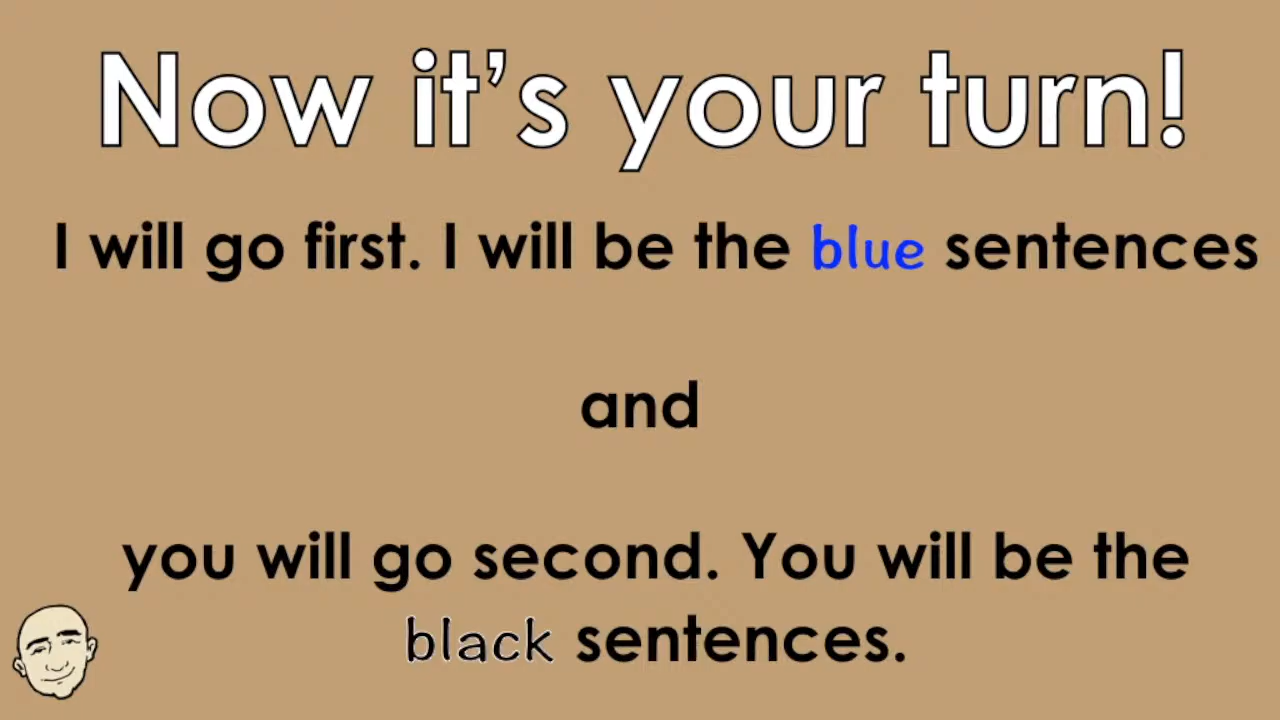 Now it's your turn!
I will go first. I will be the blue sentences
and
you will go second. You will be the
black sentences.